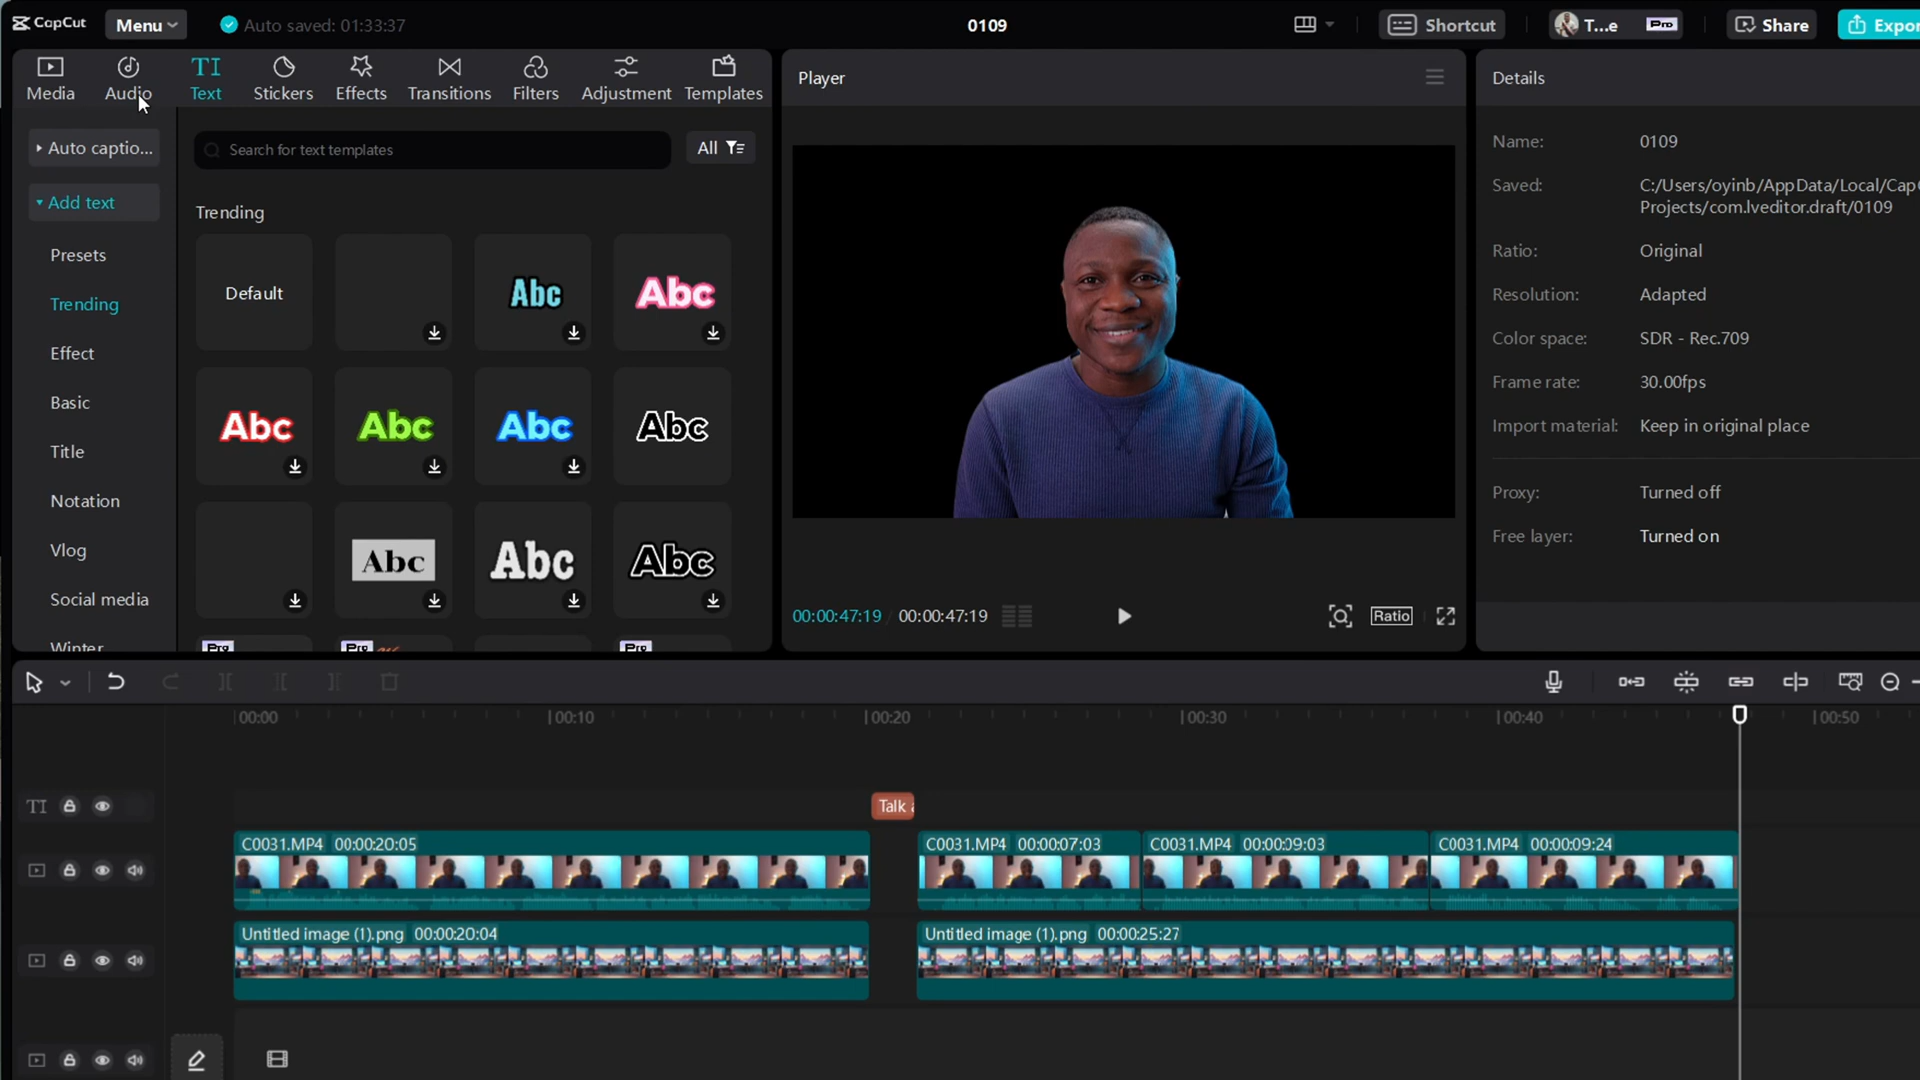 CapCut
Menu
Auto saved: 01:33:37
0109
Shortcut
T...e
Pro
Share
Media
Audio
TI
Text
Stickers
Effects
Transitions
Filters
Adjustment
Templates
Player
Details
Auto captio...
Search for text templates
All
Add text
Presets
Trending
Effect
Basic
Title
Notation
Vlog
Social media
Winter
Trending
Default
Abc
Abc
Abc
Abc
Abc
Abc
Abc
Abc
Abc
Pro
Pro
Pro
00:00:47:19 / 00:00:47:19
Ratio
Name: 0109
Saved: C:/Users/oyinb/AppData/Local/Cap
Projects/com.lveditor.draft/0109
Ratio: Original
Resolution: Adapted
Color space: SDR - Rec.709
Frame rate: 30.00fps
Import material: Keep in original place
Proxy: Turned off
Free layer: Turned on
00:00
00:10
00:20
00:30
00:40
00:50
TI
Talk
C0031.MP4 00:00:20:05
C0031.MP4 00:00:07:03
C0031.MP4 00:00:09:03
C0031.MP4 00:00:09:24
Untitled image (1).png 00:00:20:04
Untitled image (1).png 00:00:25:27